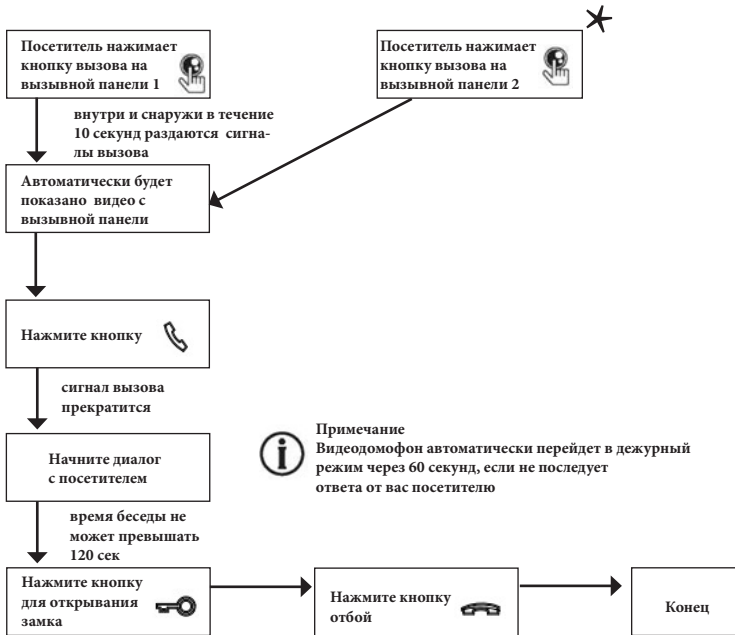 Посетитель нажимает
кнопку вызова на
вызывной панели 1
Посетитель нажимает
кнопку вызова на
вызывной панели 2
внутри и снаружи в течение
10 секунд раздаются сигна-
лы вызова
Автоматически будет
показано видео с
вызывной панели
Нажмите кнопку
сигнал вызова
прекратится
Примечание
Видеодомофон автоматически перейдет в дежурный
режим через 60 секунд, если не последует
ответа от вас посетителю
Начните диалог
с посетителем
время беседы не
может превышать
120 сек
Нажмите кнопку
для открывания
замка
Нажмите кнопку
отбой
Конец